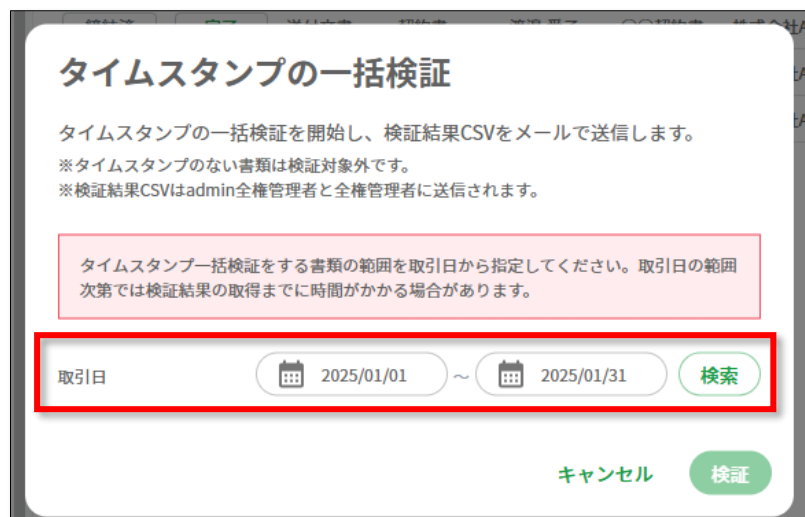 タイムスタンプの一括検証
タイムスタンプの一括検証を開始し、検証結果CSVをメールで送信します。
※タイムスタンプのない書類は検証対象外です。
※検証結果CSVはadmin全権管理者と全権管理者に送信されます。
タイムスタンプ一括検証をする書類の範囲を取引日から指定してください。取引日の範囲
次第では検証結果の取得までに時間がかかる場合があります。
取引日 2025/01/01 ~ 2025/01/31 検索
キャンセル 検証